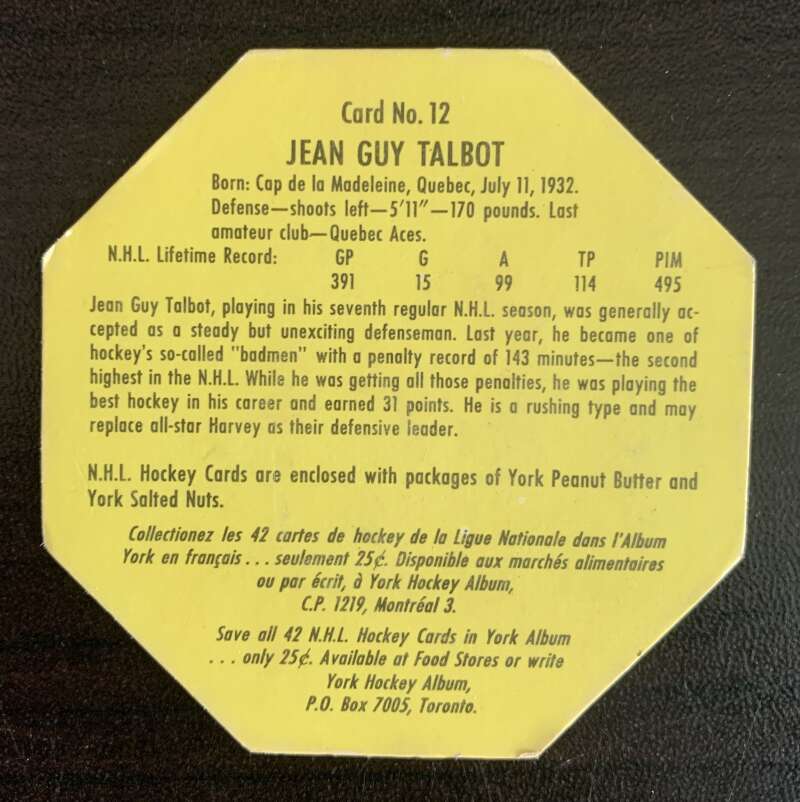 Card No. 12
JEAN GUY TALBOT
Born: Cap de la Madeleine, Quebec, July 11, 1932.
Defense—shoots left—5'11"—170 pounds. Last
amateur club—Quebec Aces.
N.H.L. Lifetime Record: GP G A TP PIM
391 15 99 114 495
Jean Guy Talbot, playing in his seventh regular N.H.L. season, was generally ac-
cepted as a steady but unexciting defenseman. Last year, he became one of
hockey's so-called "badmen" with a penalty record of 143 minutes—the second
highest in the N.H.L. While he was getting all those penalties, he was playing the
best hockey in his career and earned 31 points. He is a rushing type and may
replace all-star Harvey as their defensive leader.
N.H.L. Hockey Cards are enclosed with packages of York Peanut Butter and
York Salted Nuts.
Collectionez les 42 cartes de hockey de la Ligue Nationale dans l'Album
York en français . . . seulement 25¢. Disponible aux marchés alimentaires
ou par écrit, à York Hockey Album,
C.P. 1219, Montréal 3.
Save all 42 N.H.L. Hockey Cards in York Album
. . . only 25¢. Available at Food Stores or write
York Hockey Album,
P.O. Box 7005, Toronto.